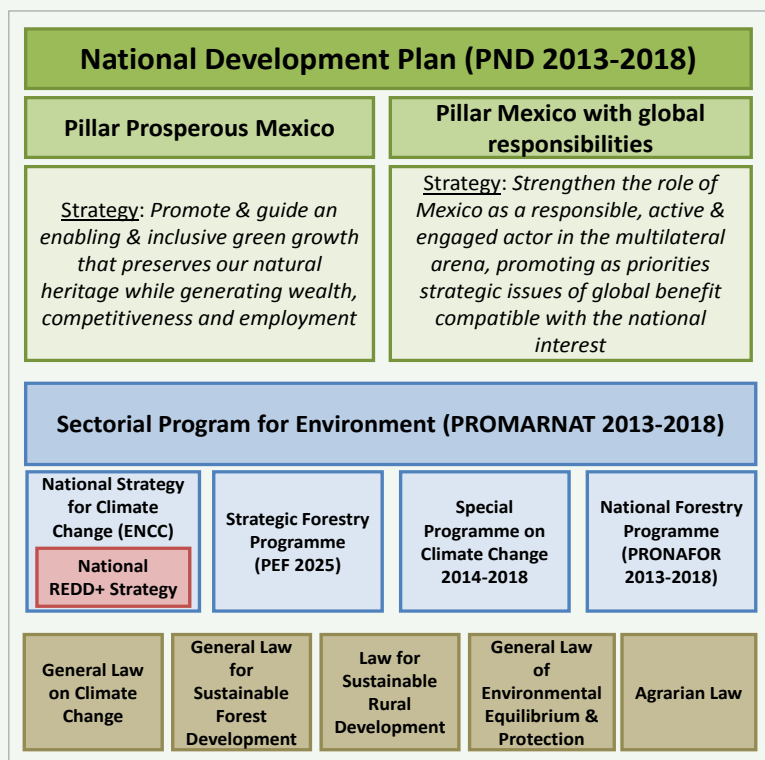 National Development Plan (PND 2013-2018)
Pillar Prosperous Mexico
Pillar Mexico with global
responsibilities
Strategy: Promote & guide an
enabling & inclusive green growth
that preserves our natural
heritage while generating wealth,
competitiveness and employment
Strategy: Strengthen the role of
Mexico as a responsible, active &
engaged actor in the multilateral
arena, promoting as priorities
strategic issues of global benefit
compatible with the national
interest
Sectorial Program for Environment (PROMARNAT 2013-2018)
National Strategy
for Climate
Change (ENCC)
National
REDD+ Strategy
Strategic Forestry
Programme
(PEF 2025)
Special
Programme on
Climate Change
2014-2018
National Forestry
Programme
(PRONAFOR
2013-2018)
General Law
on Climate
Change
General Law
for
Sustainable
Forest
Development
Law for
Sustainable
Rural
Development
General Law
of
Environmental
Equilibrium &
Protection
Agrarian Law